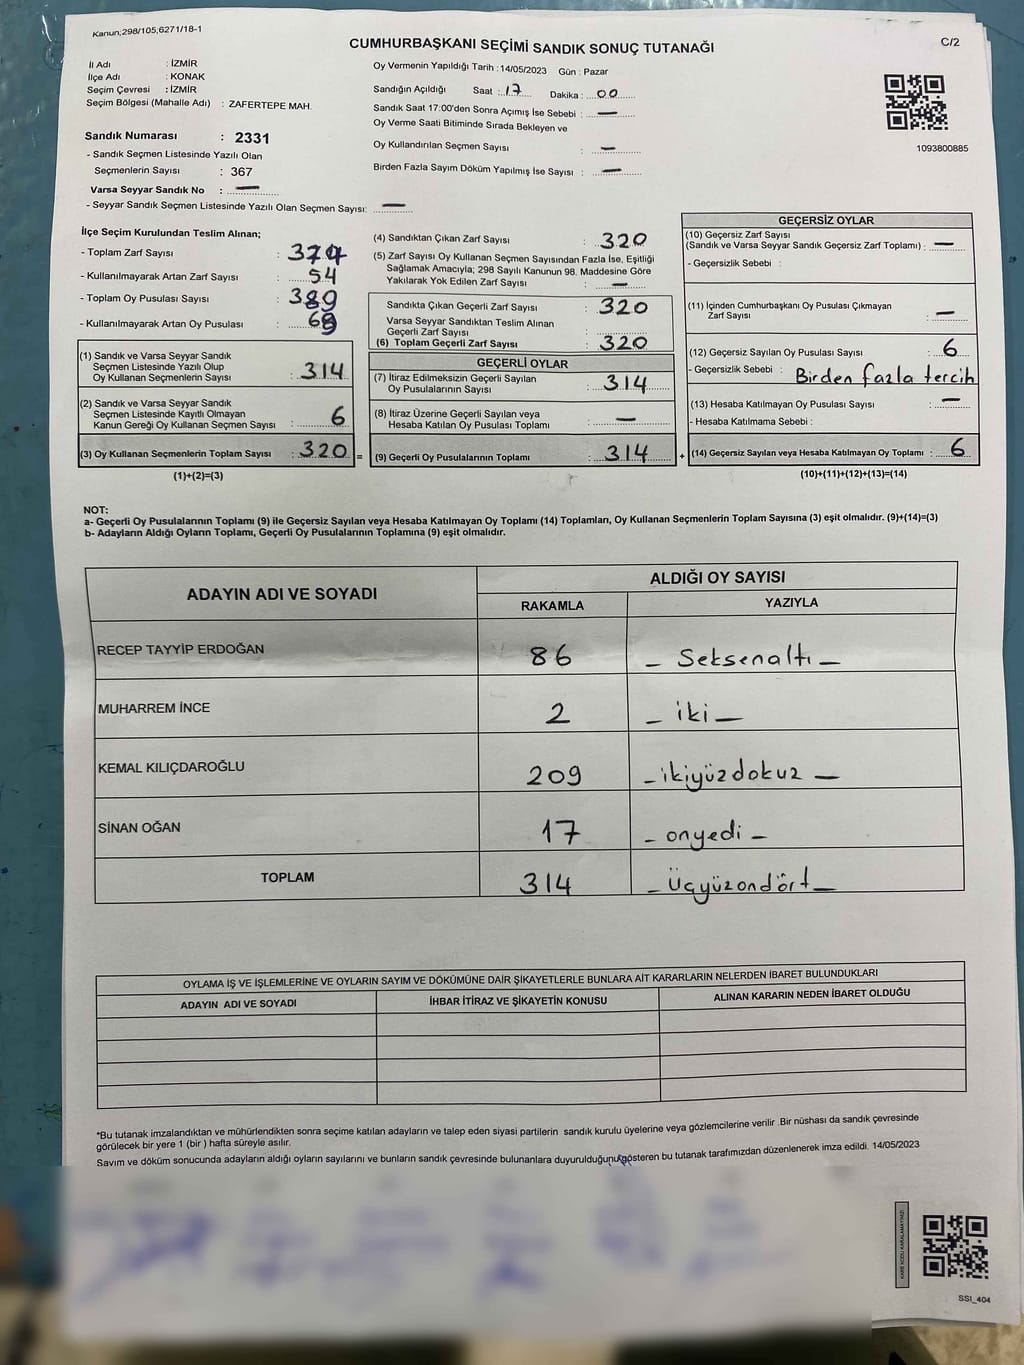 Kanun;298/105;6271/18-1
CUMHURBAŞKANI SEÇİMİ SANDIK SONUÇ TUTANAĞI
C/2
İl Adı : İZMİR
İlçe Adı : KONAK
Seçim Çevresi : İZMİR
Seçim Bölgesi (Mahalle Adı) : ZAFERTEPE MAH.
Sandık Numarası : 2331
- Sandık Seçmen Listesinde Yazılı Olan
Seçmenlerin Sayısı : 367
Varsa Seyyar Sandık No : —
- Seyyar Sandık Seçmen Listesinde Yazılı Olan Seçmen Sayısı: —
Oy Vermenin Yapıldığı Tarih : 14/05/2023 Gün : Pazar
Sandığın Açıldığı Saat : 17 Dakika : 00
Sandık Saat 17:00'den Sonra Açımış İse Sebebi : —
Oy Verme Saati Bitiminde Sırada Bekleyen ve
Oy Kullandırılan Seçmen Sayısı : —
Birden Fazla Sayım Döküm Yapılmış İse Sayısı : —
1093800885
İlçe Seçim Kurulundan Teslim Alınan;
- Toplam Zarf Sayısı : 374
- Kullanılmayarak Artan Zarf Sayısı : 54
- Toplam Oy Pusulası Sayısı : 389
- Kullanılmayarak Artan Oy Pusulası :
(1) Sandık ve Varsa Seyyar Sandık
Seçmen Listesinde Yazılı Olup
Oy Kullanan Seçmenlerin Sayısı : 314
(2) Sandık ve Varsa Seyyar Sandık
Seçmen Listesinde Kayıtlı Olmayan
Kanun Gereği Oy Kullanan Seçmen Sayısı : 6
(3) Oy Kullanan Seçmenlerin Toplam Sayısı : 320 =
(1)+(2)=(3)
(4) Sandıktan Çıkan Zarf Sayısı : 320
(5) Zarf Sayısı Oy Kullanan Seçmen Sayısından Fazla İse, Eşitliği
Sağlamak Amacıyla; 298 Sayılı Kanunun 98. Maddesine Göre
Yakılarak Yok Edilen Zarf Sayısı : —
Sandıkta Çıkan Geçerli Zarf Sayısı : 320
Varsa Seyyar Sandıktan Teslim Alınan
Geçerli Zarf Sayısı :
(6) Toplam Geçerli Zarf Sayısı : 320
GEÇERLİ OYLAR
(7) İtiraz Edilmeksizin Geçerli Sayılan
Oy Pusulalarının Sayısı : 314
(8) İtiraz Üzerine Geçerli Sayılan veya
Hesaba Katılan Oy Pusulası Toplamı : —
(9) Geçerli Oy Pusulalarının Toplamı : 314 +
GEÇERSİZ OYLAR
(10) Geçersiz Zarf Sayısı
(Sandık ve Varsa Seyyar Sandık Geçersiz Zarf Toplamı) : —
- Geçersizlik Sebebi :
(11) İçinden Cumhurbaşkanı Oy Pusulası Çıkmayan
Zarf Sayısı : —
(12) Geçersiz Sayılan Oy Pusulası Sayısı : 6
- Geçersizlik Sebebi : Birden fazla tercih
(13) Hesaba Katılmayan Oy Pusulası Sayısı : —
- Hesaba Katılmama Sebebi :
(14) Geçersiz Sayılan veya Hesaba Katılmayan Oy Toplamı : 6
(10)+(11)+(12)+(13)=(14)
NOT:
a- Geçerli Oy Pusulalarının Toplamı (9) ile Geçersiz Sayılan veya Hesaba Katılmayan Oy Toplamı (14) Toplamları, Oy Kullanan Seçmenlerin Toplam Sayısına (3) eşit olmalıdır. (9)+(14)=(3)
b- Adayların Aldığı Oyların Toplamı, Geçerli Oy Pusulalarının Toplamına (9) eşit olmalıdır.
ADAYIN ADI VE SOYADI ALDIĞI OY SAYISI
RAKAMLA YAZIYLA
RECEP TAYYİP ERDOĞAN 86 – Seksenaltı –
MUHARREM İNCE 2 – iki –
KEMAL KILIÇDAROĞLU 209 – ikiyüzdokuz –
SİNAN OĞAN 17 – onyedi –
TOPLAM 314 – Üçyüzondört –
OYLAMA İŞ VE İŞLEMLERİNE VE OYLARIN SAYIM VE DÖKÜMÜNE DAİR ŞİKAYETLERLE BUNLARA AİT KARARLARIN NELERDEN İBARET BULUNDUKLARI
ADAYIN ADI VE SOYADI İHBAR İTİRAZ VE ŞİKAYETİN KONUSU ALINAN KARARIN NEDEN İBARET OLDUĞU
*Bu tutanak imzalandıktan ve mühürlendikten sonra seçime katılan adayların ve talep eden siyasi partilerin sandık kurulu üyelerine veya gözlemcilerine verilir .Bir nüshası da sandık çevresinde
görülecek bir yere 1 (bir ) hafta süreyle asılır.
Sayım ve döküm sonucunda adayların aldığı oyların sayılarını ve bunların sandık çevresinde bulunanlara duyurulduğunu gösteren bu tutanak tarafımızdan düzenlenerek imza edildi. 14/05/2023
KARE KODU KARALAMAYINIZ!
SSI_404